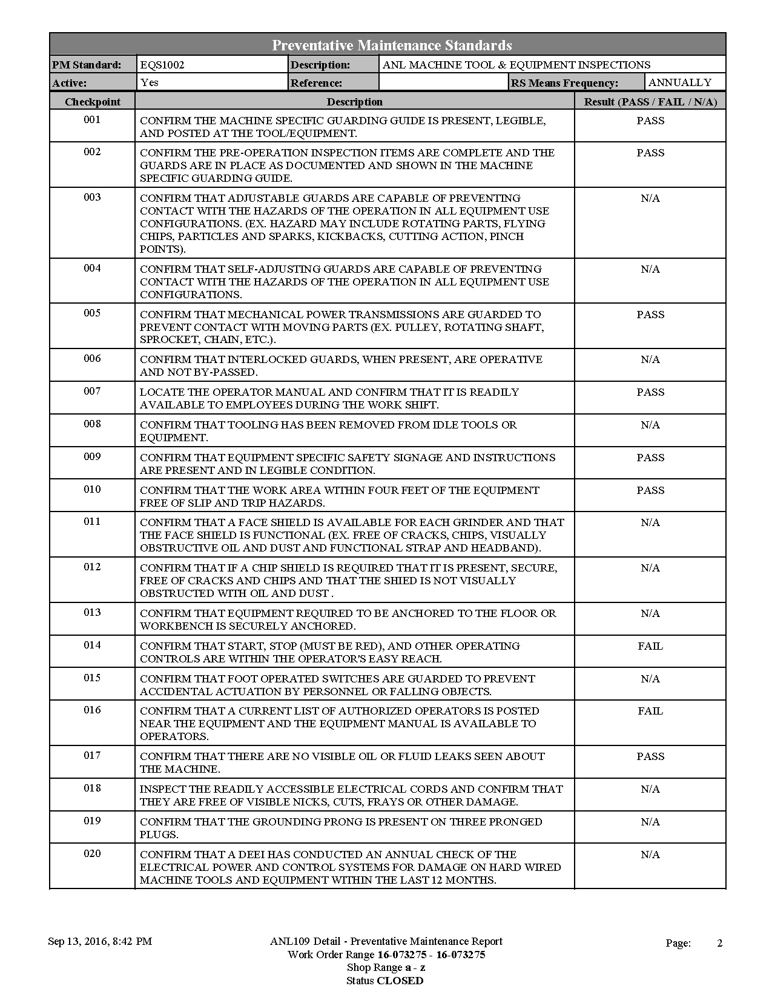 Preventative Maintenance Standards
PM Standard: EQS1002 Description: ANL MACHINE TOOL & EQUIPMENT INSPECTIONS
Active: Yes Reference: RS Means Frequency: ANNUALLY
Checkpoint Description Result (PASS / FAIL / N/A)
001 CONFIRM THE MACHINE SPECIFIC GUARDING GUIDE IS PRESENT, LEGIBLE, PASS
AND POSTED AT THE TOOL/EQUIPMENT.
002 CONFIRM THE PRE-OPERATION INSPECTION ITEMS ARE COMPLETE AND THE PASS
GUARDS ARE IN PLACE AS DOCUMENTED AND SHOWN IN THE MACHINE
SPECIFIC GUARDING GUIDE.
003 CONFIRM THAT ADJUSTABLE GUARDS ARE CAPABLE OF PREVENTING N/A
CONTACT WITH THE HAZARDS OF THE OPERATION IN ALL EQUIPMENT USE
CONFIGURATIONS. (EX. HAZARD MAY INCLUDE ROTATING PARTS, FLYING
CHIPS, PARTICLES AND SPARKS, KICKBACKS, CUTTING ACTION, PINCH
POINTS).
004 CONFIRM THAT SELF-ADJUSTING GUARDS ARE CAPABLE OF PREVENTING N/A
CONTACT WITH THE HAZARDS OF THE OPERATION IN ALL EQUIPMENT USE
CONFIGURATIONS.
005 CONFIRM THAT MECHANICAL POWER TRANSMISSIONS ARE GUARDED TO PASS
PREVENT CONTACT WITH MOVING PARTS (EX. PULLEY, ROTATING SHAFT,
SPROCKET, CHAIN, ETC.).
006 CONFIRM THAT INTERLOCKED GUARDS, WHEN PRESENT, ARE OPERATIVE N/A
AND NOT BY-PASSED.
007 LOCATE THE OPERATOR MANUAL AND CONFIRM THAT IT IS READILY PASS
AVAILABLE TO EMPLOYEES DURING THE WORK SHIFT.
008 CONFIRM THAT TOOLING HAS BEEN REMOVED FROM IDLE TOOLS OR N/A
EQUIPMENT.
009 CONFIRM THAT EQUIPMENT SPECIFIC SAFETY SIGNAGE AND INSTRUCTIONS PASS
ARE PRESENT AND IN LEGIBLE CONDITION.
010 CONFIRM THAT THE WORK AREA WITHIN FOUR FEET OF THE EQUIPMENT PASS
FREE OF SLIP AND TRIP HAZARDS.
011 CONFIRM THAT A FACE SHIELD IS AVAILABLE FOR EACH GRINDER AND THAT N/A
THE FACE SHIELD IS FUNCTIONAL (EX. FREE OF CRACKS, CHIPS, VISUALLY
OBSTRUCTIVE OIL AND DUST AND FUNCTIONAL STRAP AND HEADBAND).
012 CONFIRM THAT IF A CHIP SHIELD IS REQUIRED THAT IT IS PRESENT, SECURE, N/A
FREE OF CRACKS AND CHIPS AND THAT THE SHIED IS NOT VISUALLY
OBSTRUCTED WITH OIL AND DUST .
013 CONFIRM THAT EQUIPMENT REQUIRED TO BE ANCHORED TO THE FLOOR OR N/A
WORKBENCH IS SECURELY ANCHORED.
014 CONFIRM THAT START, STOP (MUST BE RED), AND OTHER OPERATING FAIL
CONTROLS ARE WITHIN THE OPERATOR'S EASY REACH.
015 CONFIRM THAT FOOT OPERATED SWITCHES ARE GUARDED TO PREVENT N/A
ACCIDENTAL ACTUATION BY PERSONNEL OR FALLING OBJECTS.
016 CONFIRM THAT A CURRENT LIST OF AUTHORIZED OPERATORS IS POSTED FAIL
NEAR THE EQUIPMENT AND THE EQUIPMENT MANUAL IS AVAILABLE TO
OPERATORS.
017 CONFIRM THAT THERE ARE NO VISIBLE OIL OR FLUID LEAKS SEEN ABOUT PASS
THE MACHINE.
018 INSPECT THE READILY ACCESSIBLE ELECTRICAL CORDS AND CONFIRM THAT N/A
THEY ARE FREE OF VISIBLE NICKS, CUTS, FRAYS OR OTHER DAMAGE.
019 CONFIRM THAT THE GROUNDING PRONG IS PRESENT ON THREE PRONGED N/A
PLUGS.
020 CONFIRM THAT A DEEI HAS CONDUCTED AN ANNUAL CHECK OF THE N/A
ELECTRICAL POWER AND CONTROL SYSTEMS FOR DAMAGE ON HARD WIRED
MACHINE TOOLS AND EQUIPMENT WITHIN THE LAST 12 MONTHS.
Sep 13, 2016, 8:42 PM ANL109 Detail - Preventative Maintenance Report Page: 2
Work Order Range 16-073275 - 16-073275
Shop Range a - z
Status CLOSED